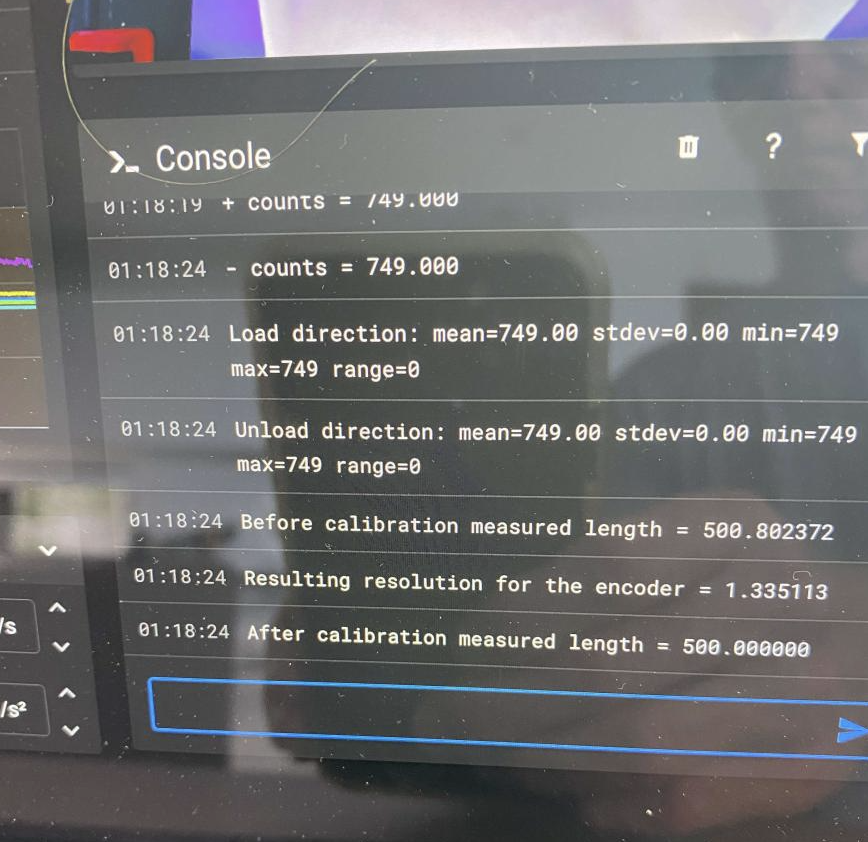 Console
?
01:18:19 + counts = 749.000
01:18:24 - counts = 749.000
01:18:24 Load direction: mean=749.00 stdev=0.00 min=749
max=749 range=0
01:18:24 Unload direction: mean=749.00 stdev=0.00 min=749
max=749 range=0
01:18:24 Before calibration measured length = 500.802372
01:18:24 Resulting resolution for the encoder = 1.335113
/s
01:18:24 After calibration measured length = 500.000000
/s²